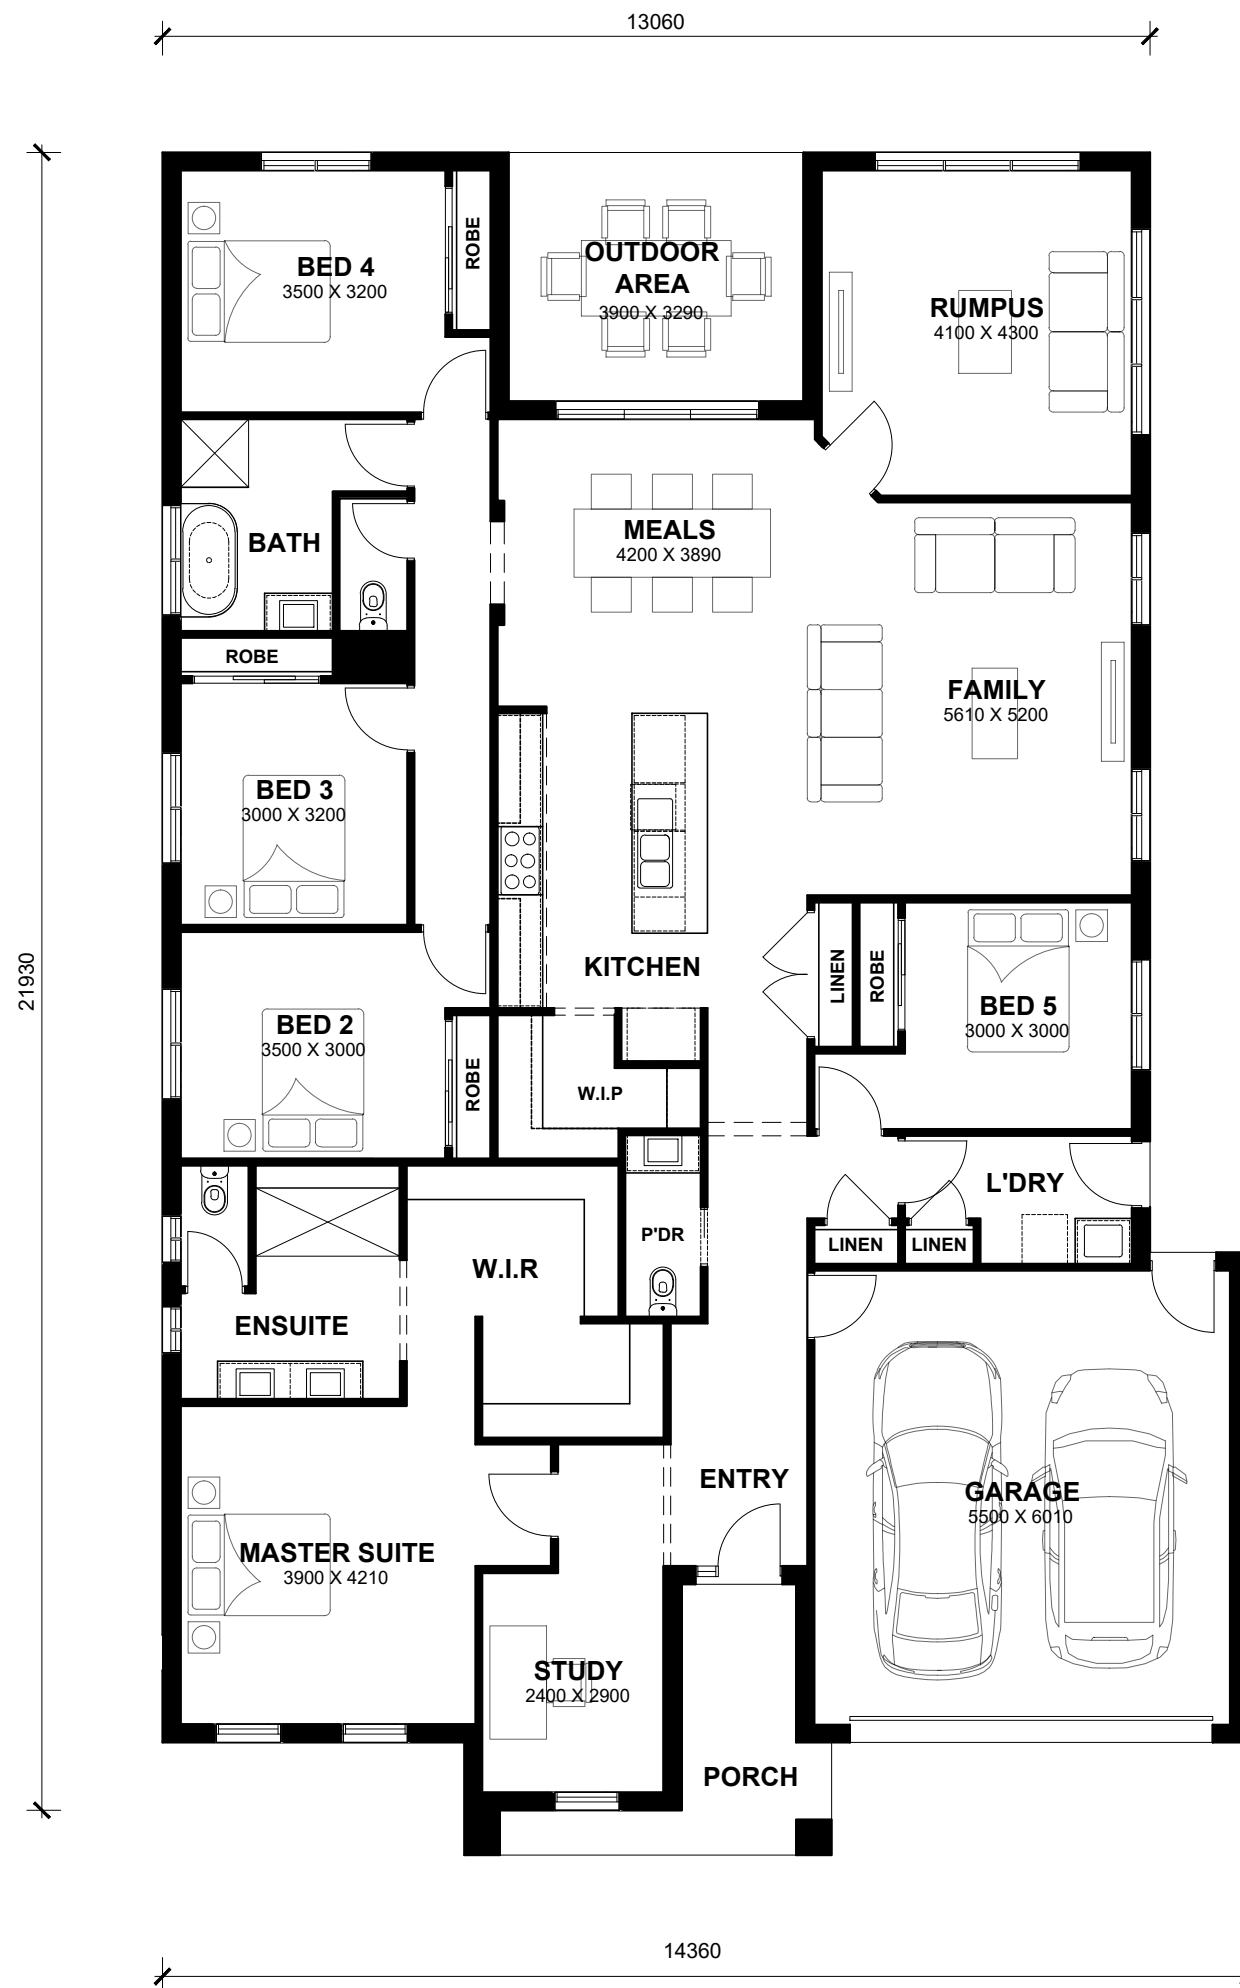 13060
21930
BED 4
3500 X 3200
ROBE
OUTDOOR
AREA
3900 X 3290
RUMPUS
4100 X 4300
BATH
MEALS
4200 X 3890
ROBE
FAMILY
5610 X 5200
BED 3
3000 X 3200
KITCHEN
LINEN
ROBE
BED 5
3000 X 3000
BED 2
3500 X 3000
ROBE
W.I.P
L'DRY
P'DR
LINEN
LINEN
W.I.R
ENSUITE
ENTRY
GARAGE
5500 X 6010
MASTER SUITE
3900 X 4210
STUDY
2400 X 2900
PORCH
14360